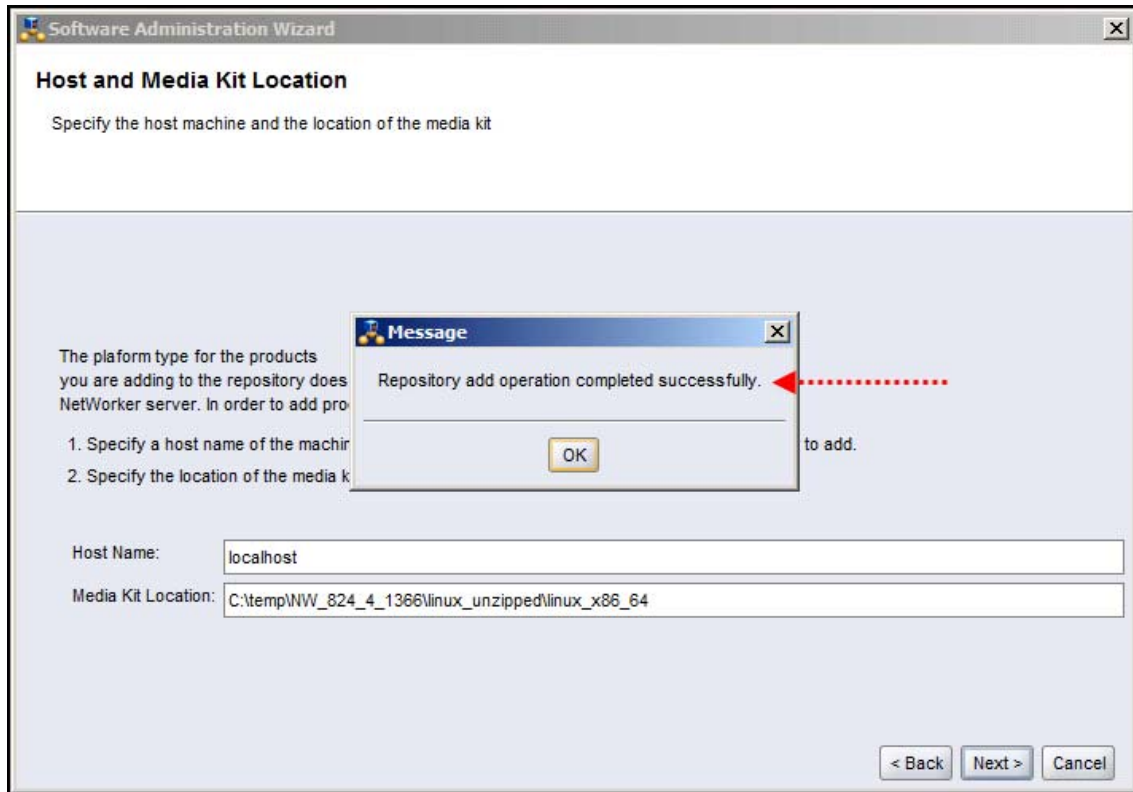 Software Administration Wizard
Host and Media Kit Location
Specify the host machine and the location of the media kit
The plaform type for the products
you are adding to the repository does
NetWorker server. In order to add pro
1. Specify a host name of the machin
to add.
2. Specify the location of the media k
Message
Repository add operation completed successfully.
OK
Host Name:
localhost
Media Kit Location:
C:\temp\NW_824_4_1366\linux_unzipped\linux_x86_64
< Back
Next >
Cancel